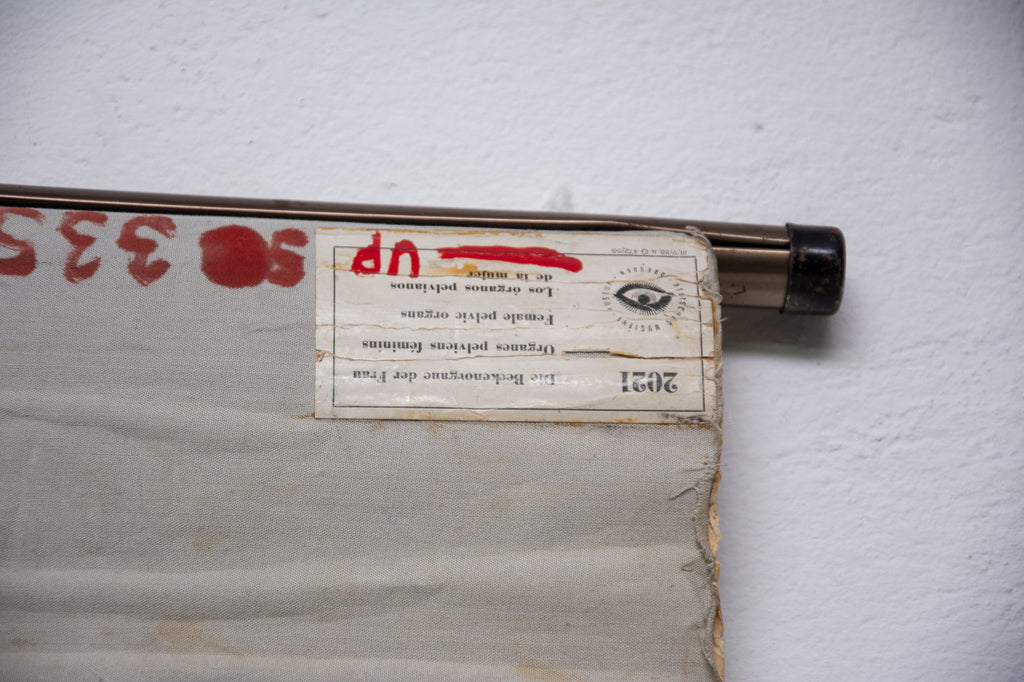 2021 Die Beckenorgane der Frau
Organes pelviens féminins
Female pelvic organs
Los órganos pelvianos
de la mujer
UP